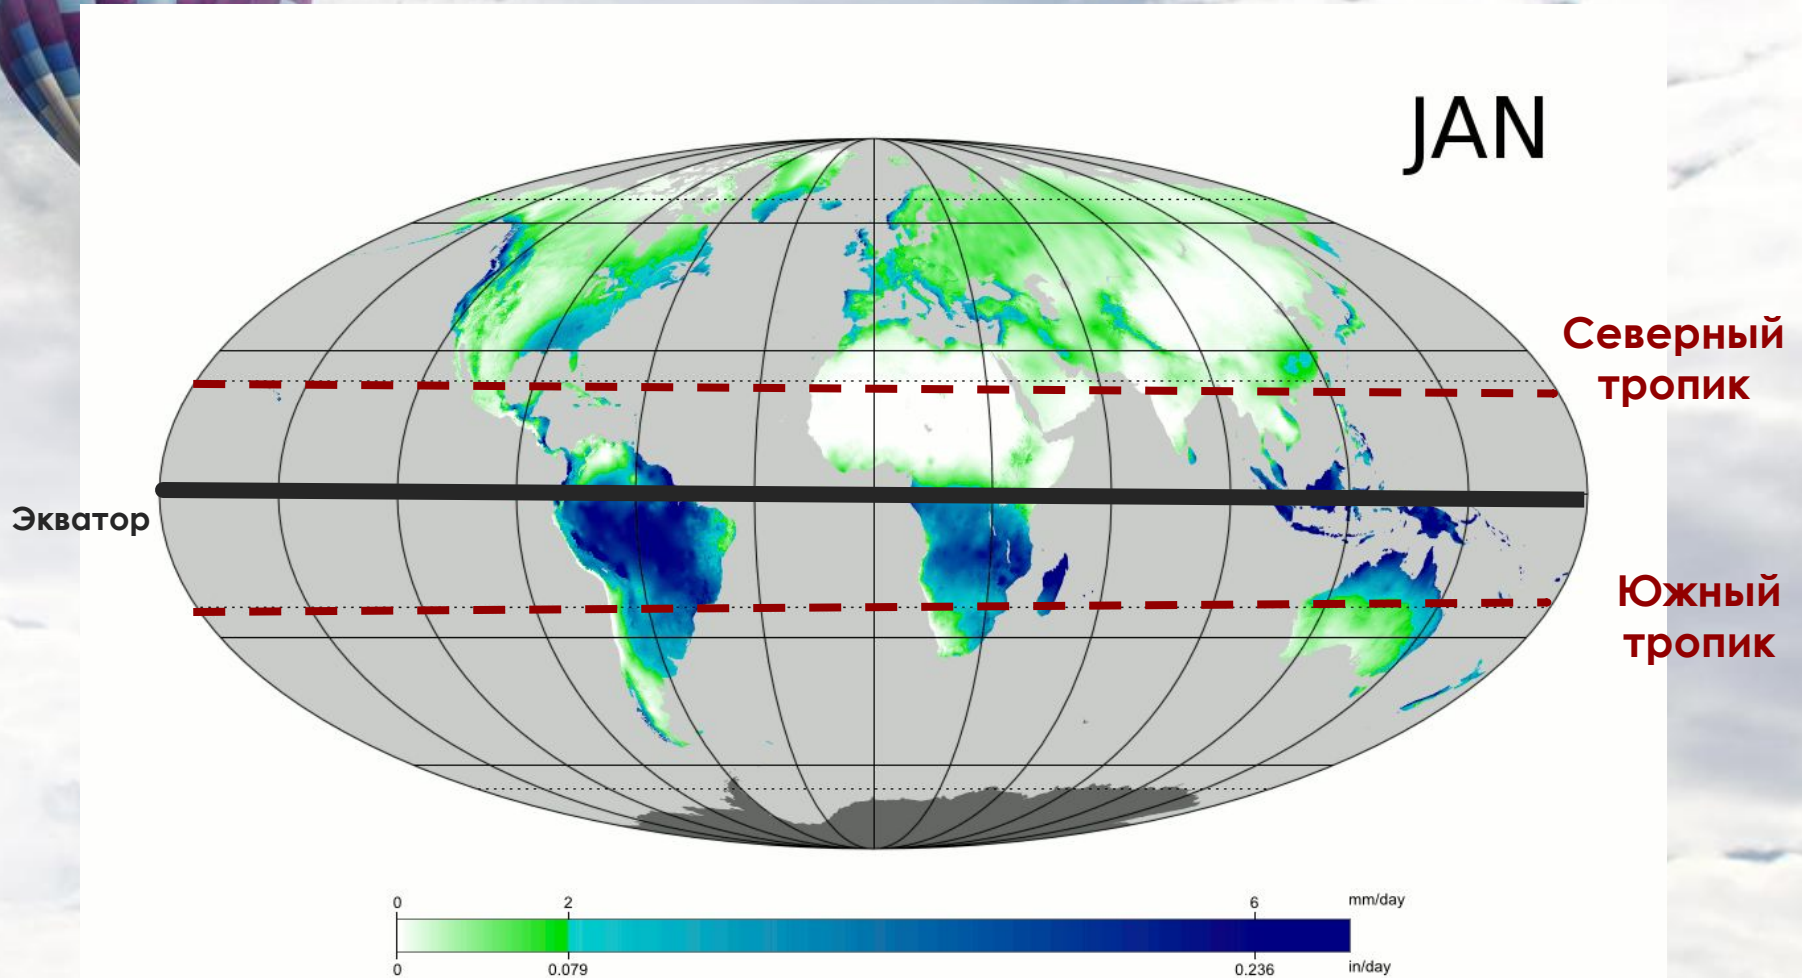 JAN
Северный
тропик
Экватор
Южный
тропик
0 2 6 mm/day
0 0.079 0.236 in/day